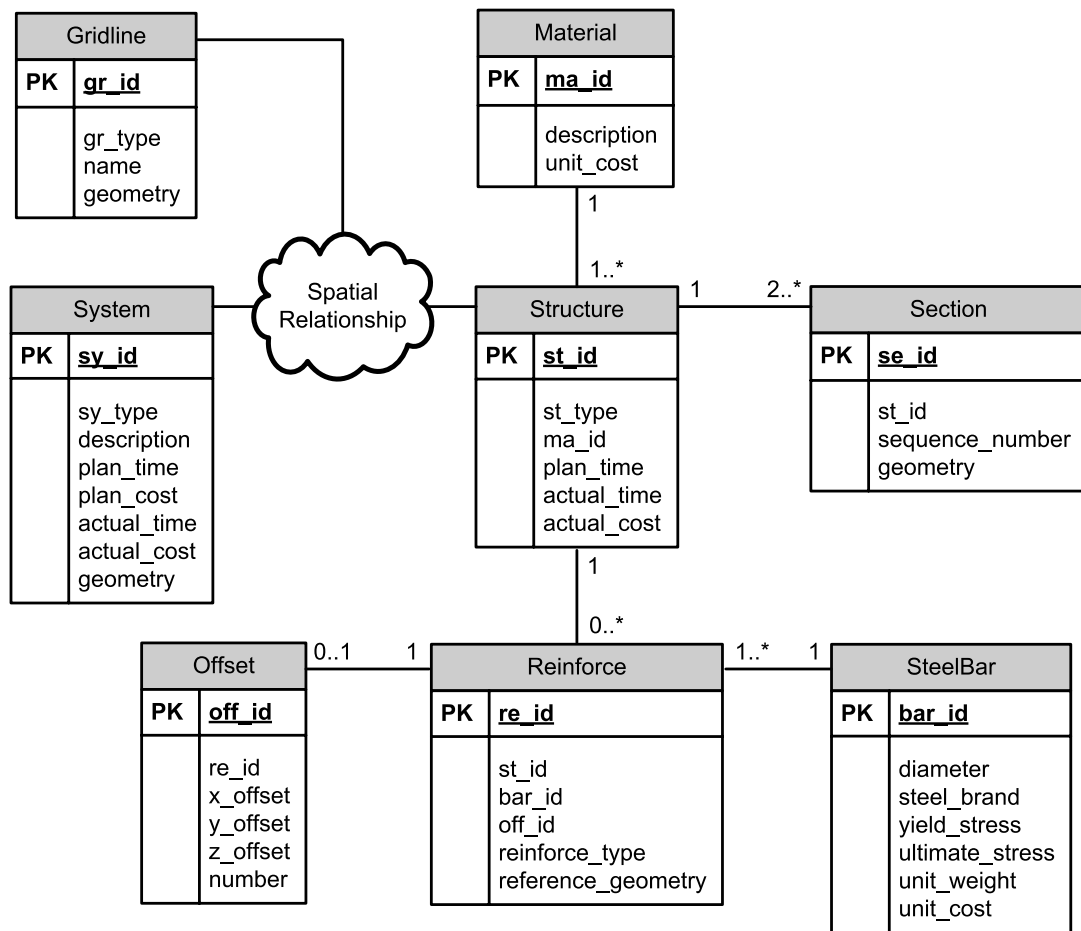 Gridline
PK gr_id
gr_type
name
geometry
Material
PK ma_id
description
unit_cost
1
1..*
Spatial
Relationship
System
PK sy_id
sy_type
description
plan_time
plan_cost
actual_time
actual_cost
geometry
Structure
PK st_id
st_type
ma_id
plan_time
actual_time
actual_cost
1 2..*
Section
PK se_id
st_id
sequence_number
geometry
1
0..*
Offset
PK off_id
re_id
x_offset
y_offset
z_offset
number
0..1 1
Reinforce
PK re_id
st_id
bar_id
off_id
reinforce_type
reference_geometry
1..* 1
SteelBar
PK bar_id
diameter
steel_brand
yield_stress
ultimate_stress
unit_weight
unit_cost